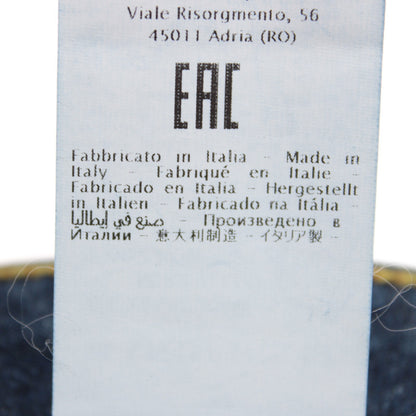 Viale Risorgmento, 56
45011 Adria (RO)
EAC
Fabbricato in Italia - Made in
Italy - Fabriqué en Italie -
Fabricado en Italia - Hergestellt
in Italien - Fabricado na Itália -
صنع في إيطاليا - Произведено в
Италии - 意大利制造 - イタリア製 -